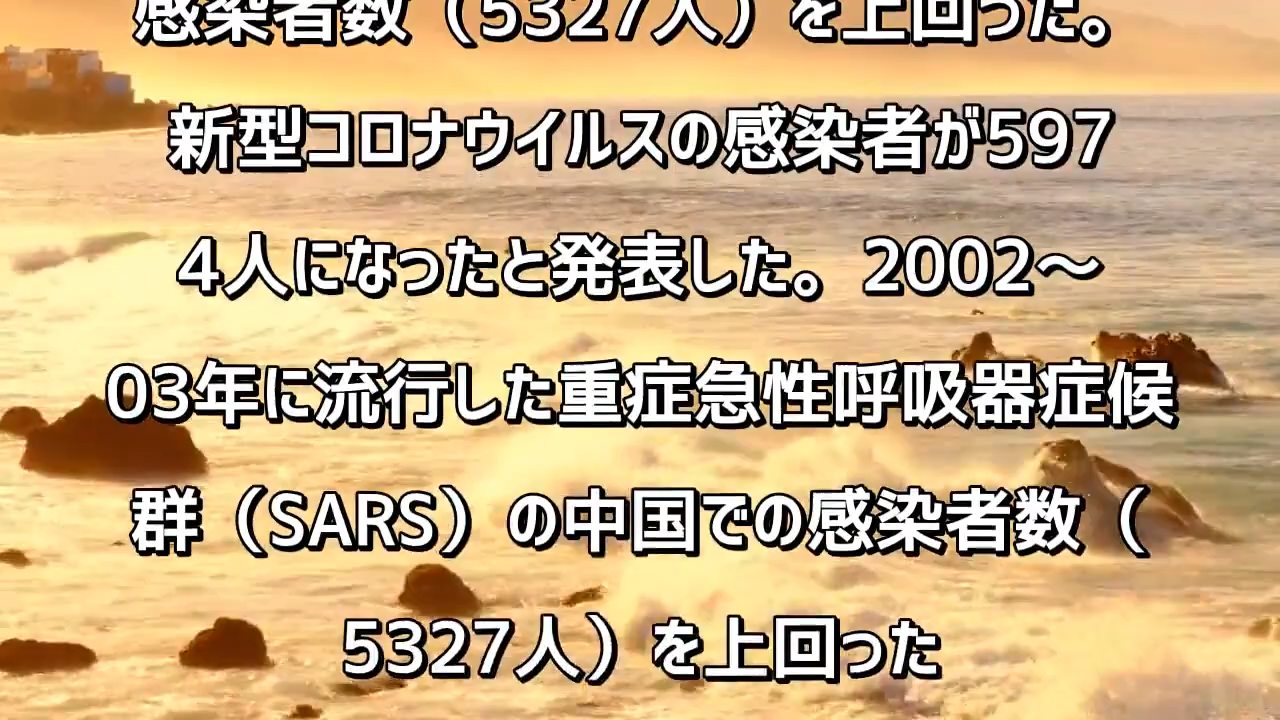 感染者数（5327人）を上回った。
新型コロナウイルスの感染者が597
4人になったと発表した。2002～
03年に流行した重症急性呼吸器症候
群（SARS）の中国での感染者数（
5327人）を上回った